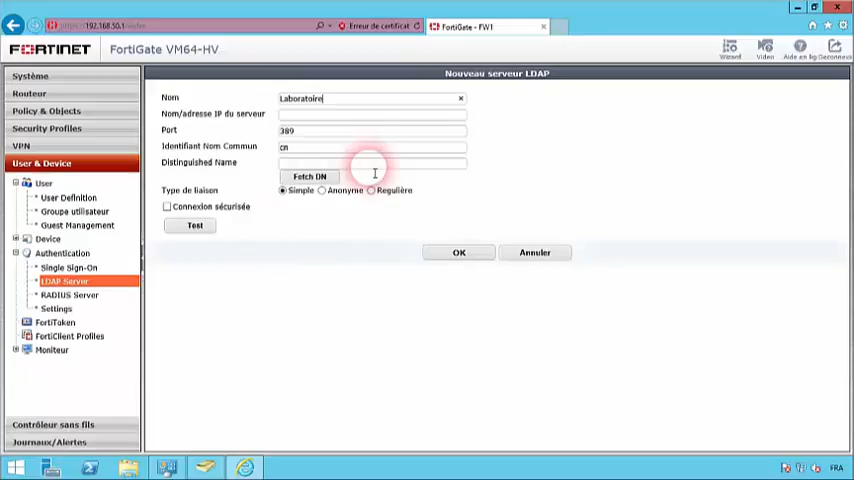 https://192.168.50.1/index
Erreur de certificat
FortiGate - FW1
FORTINET
FortiGate VM64-HV
Wizard
Video
Aide en lig
Deconnexi
Système
Nouveau serveur LDAP
Routeur
Policy & Objects
Security Profiles
VPN
User & Device
User
User Definition
Groupe utilisateur
Guest Management
Device
Authentication
Single Sign-On
LDAP Server
RADIUS Server
Settings
FortiToken
FortiClient Profiles
Moniteur
Contrôleur sans fils
Journaux/Alertes
Nom
Laboratoire
Nom/adresse IP du serveur
Port
389
Identifiant Nom Commun
cn
Distinguished Name
Fetch DN
Type de liaison
Simple
Anonyme
Regulière
Connexion sécurisée
Test
OK
Annuler
FRA